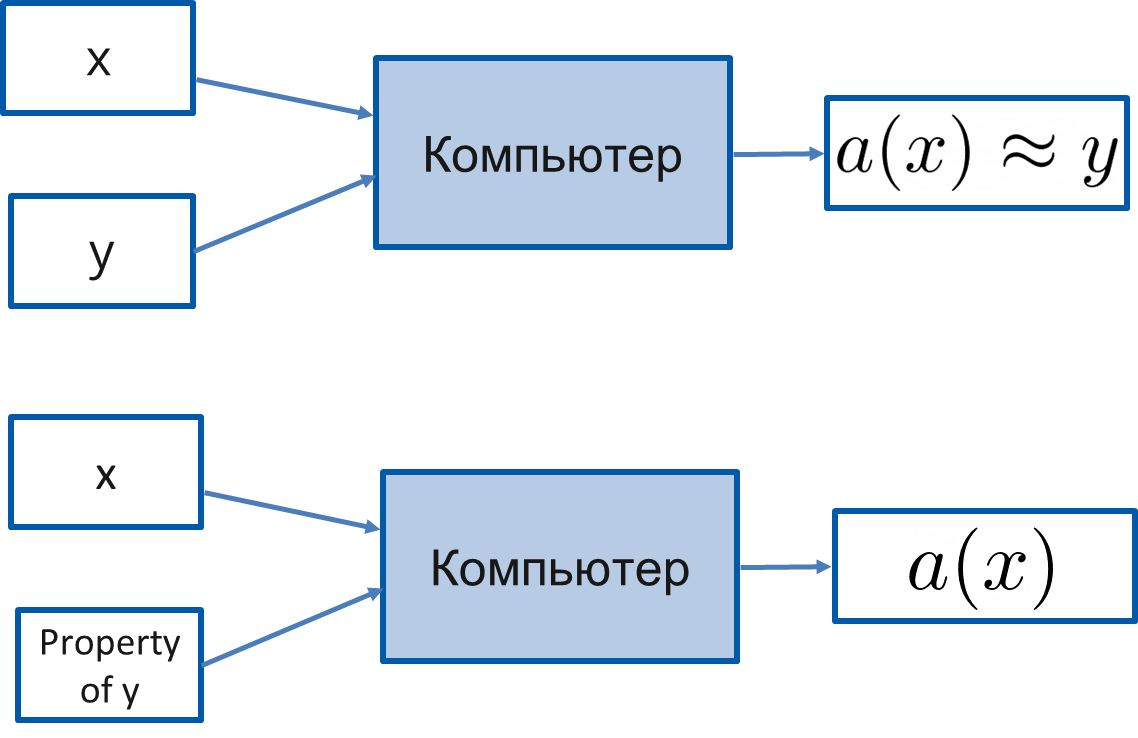 x
y
Компьютер
a(x) ≈ y
x
Property
of y
Компьютер
a(x)